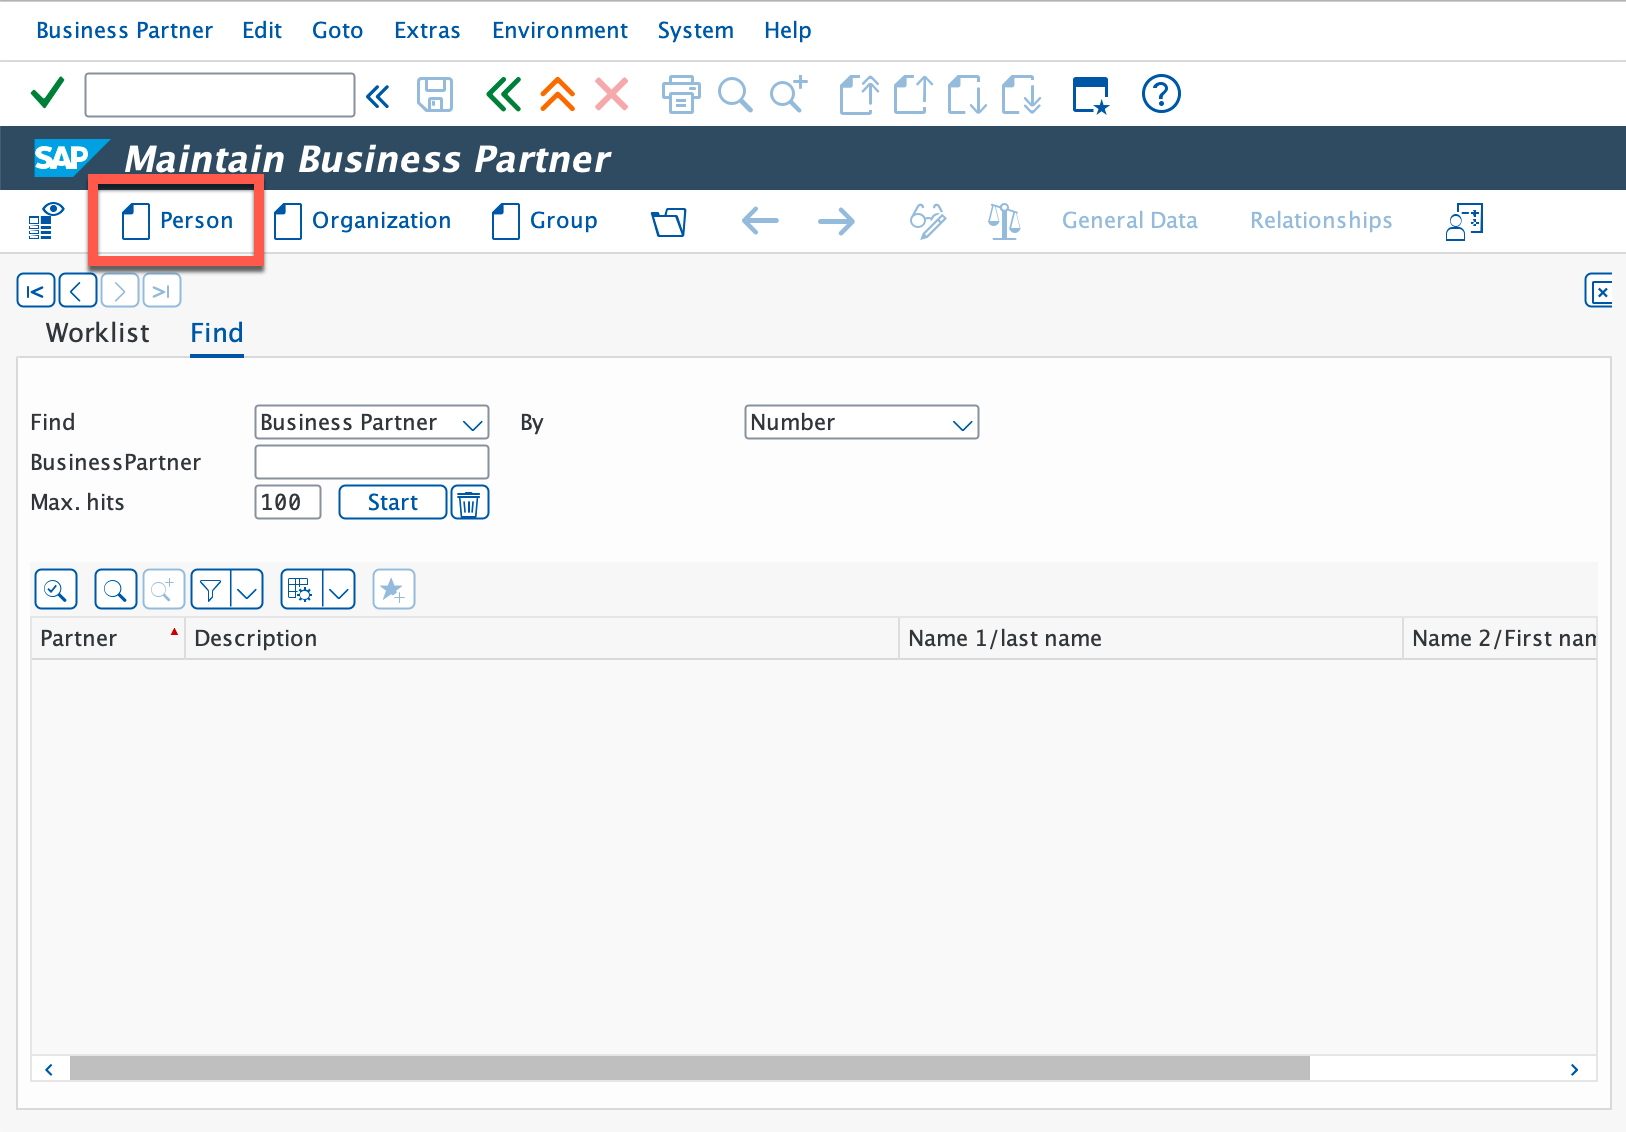 Business Partner Edit Goto Extras Environment System Help
SAP Maintain Business Partner
Person Organization Group General Data Relationships
Worklist Find
Find Business Partner By Number
BusinessPartner
Max. hits 100 Start
Partner Description Name 1/last name Name 2/First nam